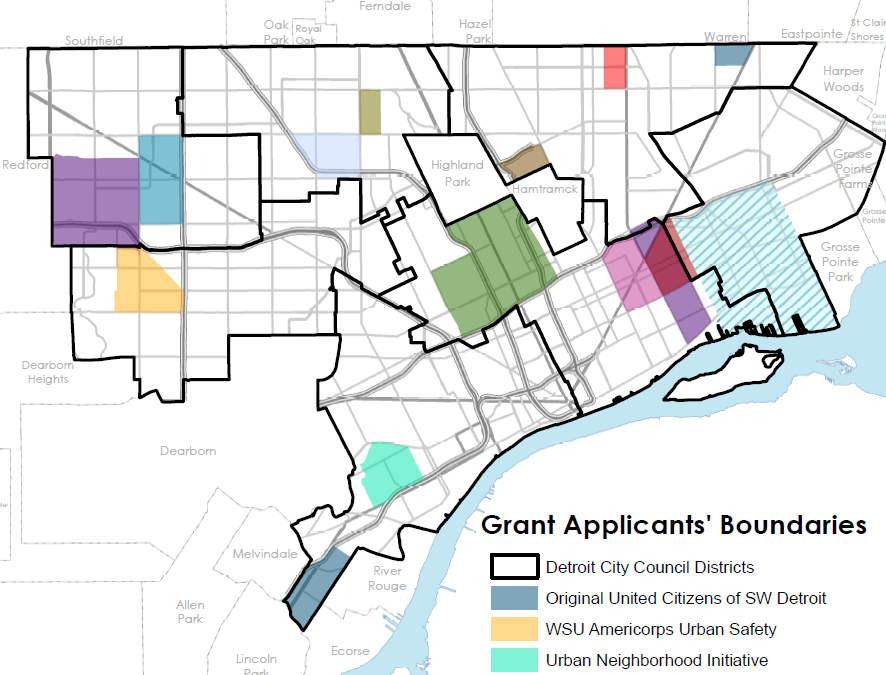 Ferndale
Oak
Park
Royal
Oak
Hazel
Park
Southfield
Warren
Eastpointe
St Clair
Shores
Harper
Woods
Redford
Highland
Park
Hamtramck
Grosse
Pointe
Farms
Grosse
Pointe
Grosse
Pointe
Park
Dearborn
Heights
Dearborn
Melvindale
River
Rouge
Allen
Park
Ecorse
Lincoln
Park
Grant Applicants' Boundaries
Detroit City Council Districts
Original United Citizens of SW Detroit
WSU Americorps Urban Safety
Urban Neighborhood Initiative